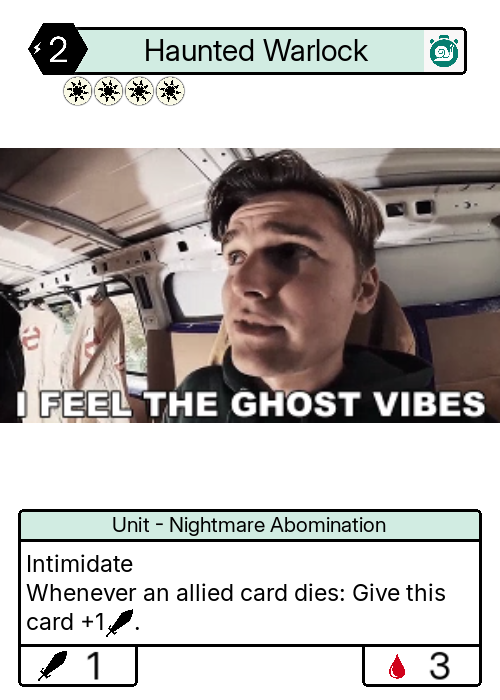 2
Haunted Warlock
I FEEL THE GHOST VIBES
Unit - Nightmare Abomination
Intimidate
Whenever an allied card dies: Give this
card +1.
1
3